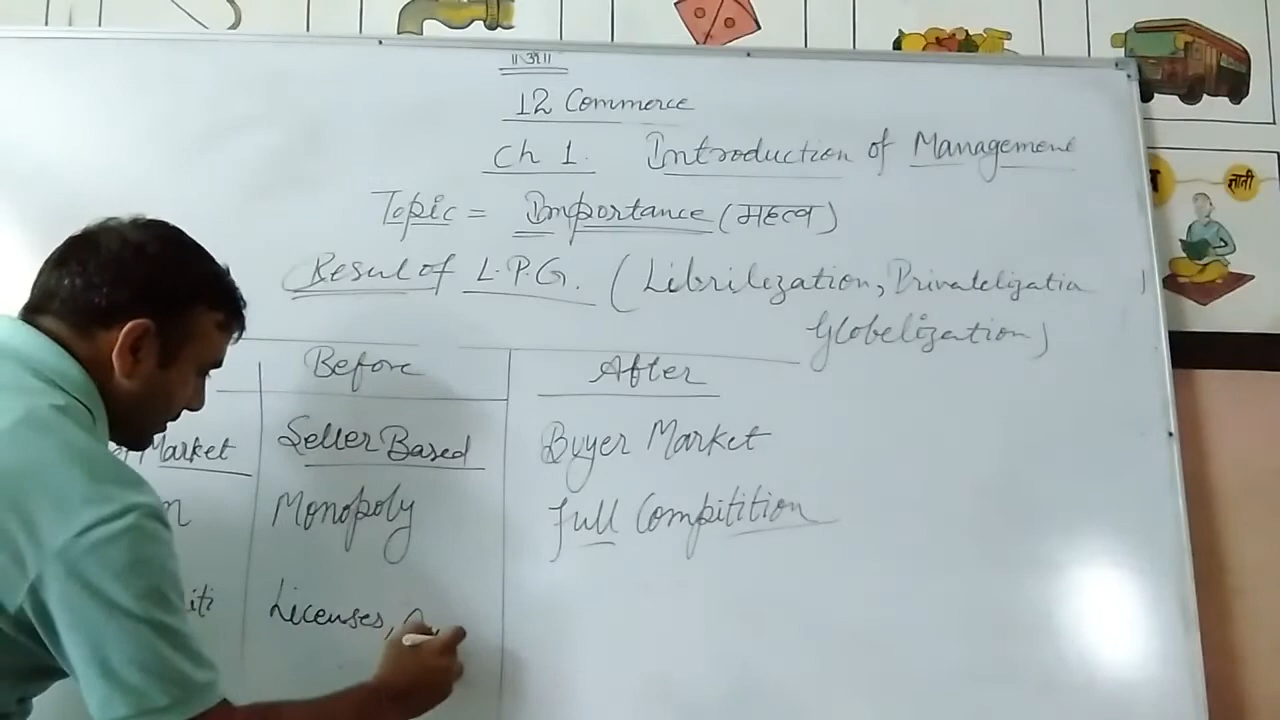 ॥ ॐ ॥
12 Commerce
Ch 1. Introduction of Management
Topic = Importance (महत्व)
Resul of L.P.G. (Librilization, Privatelization
Globelization)
Before After
Market Seller Based Buyer Market
Monopoly Full Compitition
Licenses,
ज्ञानी